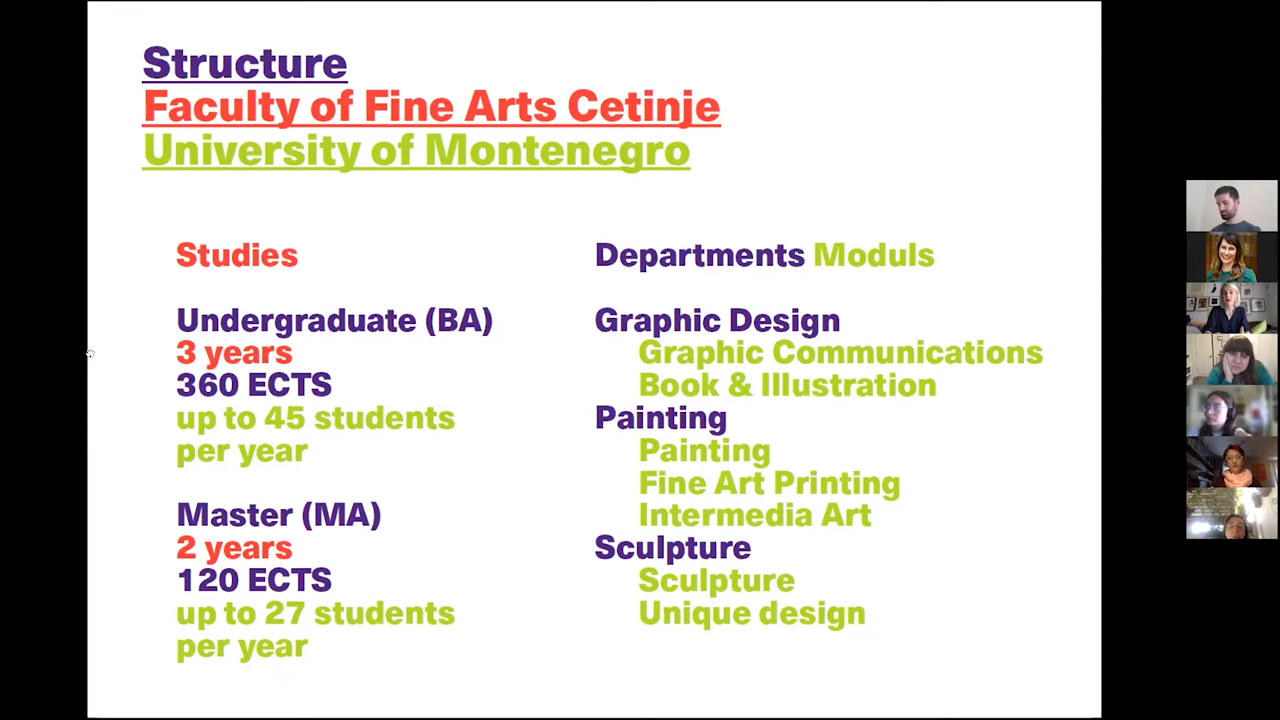 Structure
Faculty of Fine Arts Cetinje
University of Montenegro
Studies
Undergraduate (BA)
3 years
360 ECTS
up to 45 students
per year
Master (MA)
2 years
120 ECTS
up to 27 students
per year
Departments Moduls
Graphic Design
Graphic Communications
Book & Illustration
Painting
Painting
Fine Art Printing
Intermedia Art
Sculpture
Sculpture
Unique design